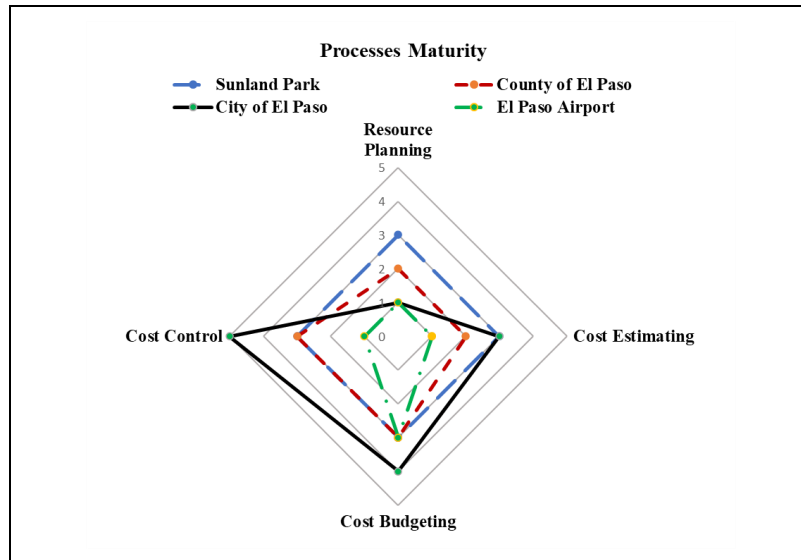 Processes Maturity
Sunland Park
County of El Paso
City of El Paso
El Paso Airport
Resource
Planning
5
4
3
2
1
0
Cost Control
Cost Estimating
Cost Budgeting